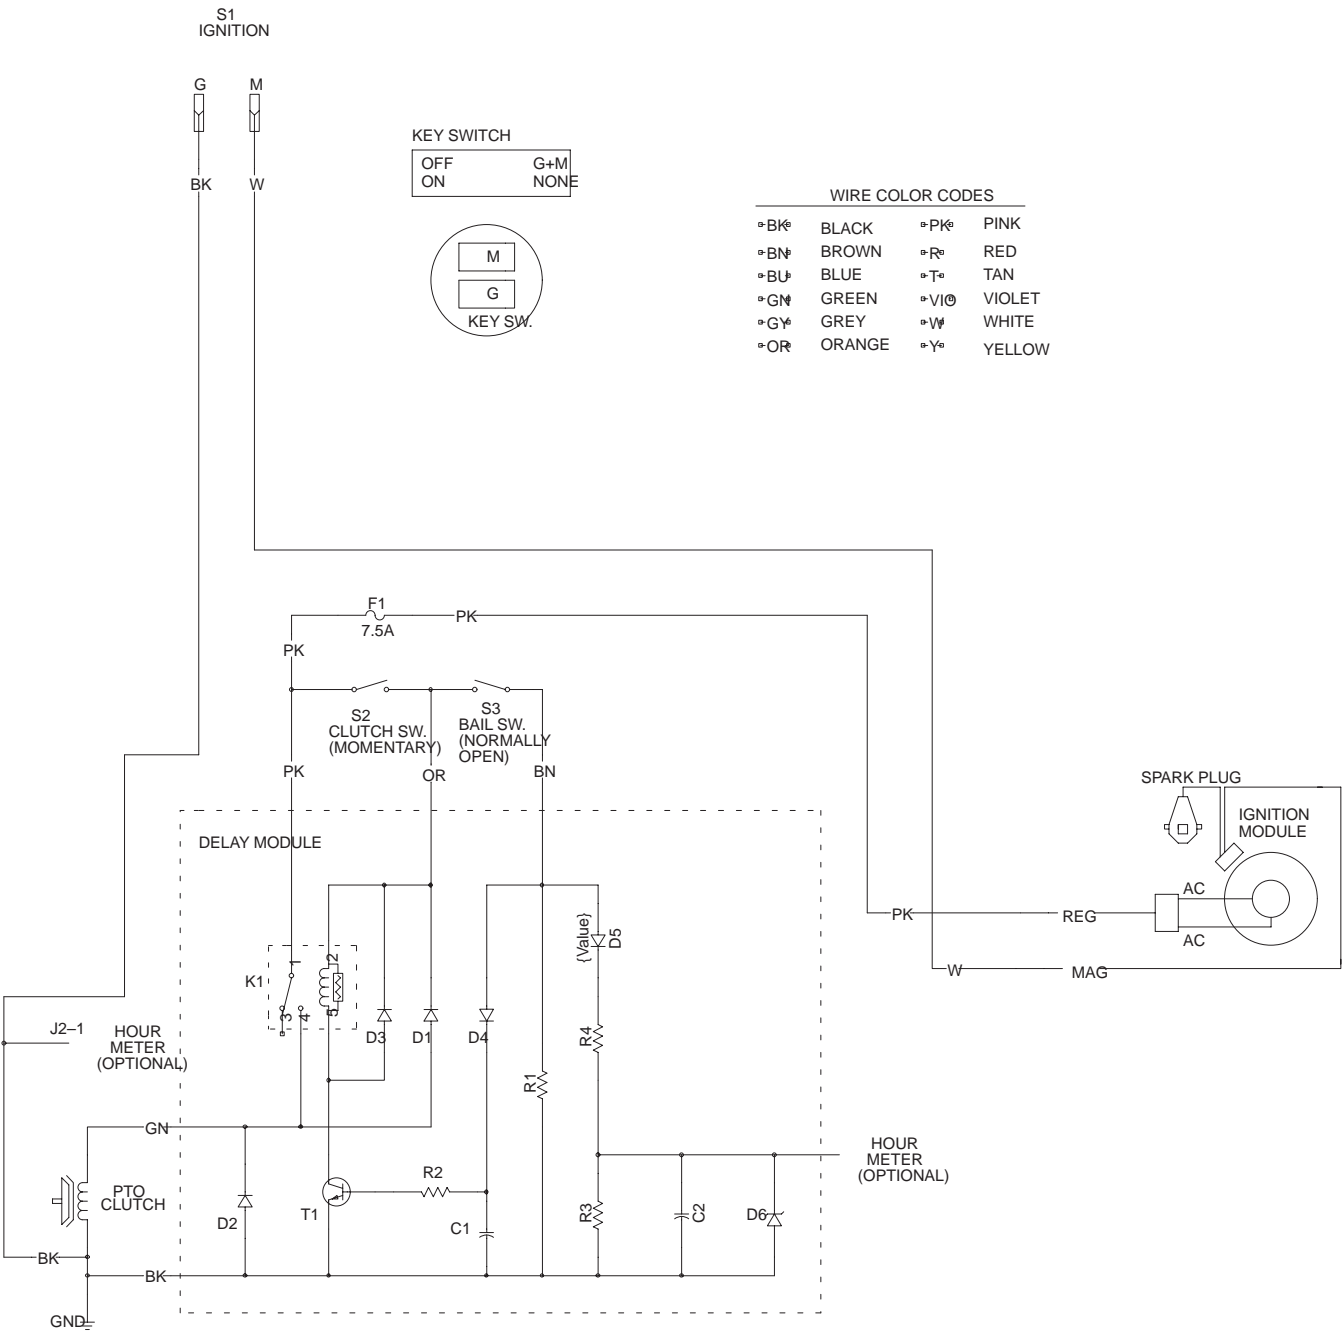 S1
IGNITION
G
M
BK
W
KEY SWITCH
OFF G+M
ON NONE
M
G
KEY SW.
WIRE COLOR CODES
BK BLACK PK PINK
BN BROWN R RED
BU BLUE T TAN
GN GREEN VIO VIOLET
GY GREY W WHITE
OR ORANGE Y YELLOW
F1
7.5A
PK
PK
S2
CLUTCH SW.
(MOMENTARY)
S3
BAIL SW.
(NORMALLY
OPEN)
PK
OR
BN
SPARK PLUG
IGNITION
MODULE
AC
AC
PK
REG
W
MAG
DELAY MODULE
{Value}
D5
K1
1
2
3
4
5
D3
D1
D4
R4
R1
J2–1
HOUR
METER
(OPTIONAL)
GN
HOUR
METER
(OPTIONAL)
PTO
CLUTCH
D2
T1
R2
C1
R3
C2
D6
BK
BK
GND